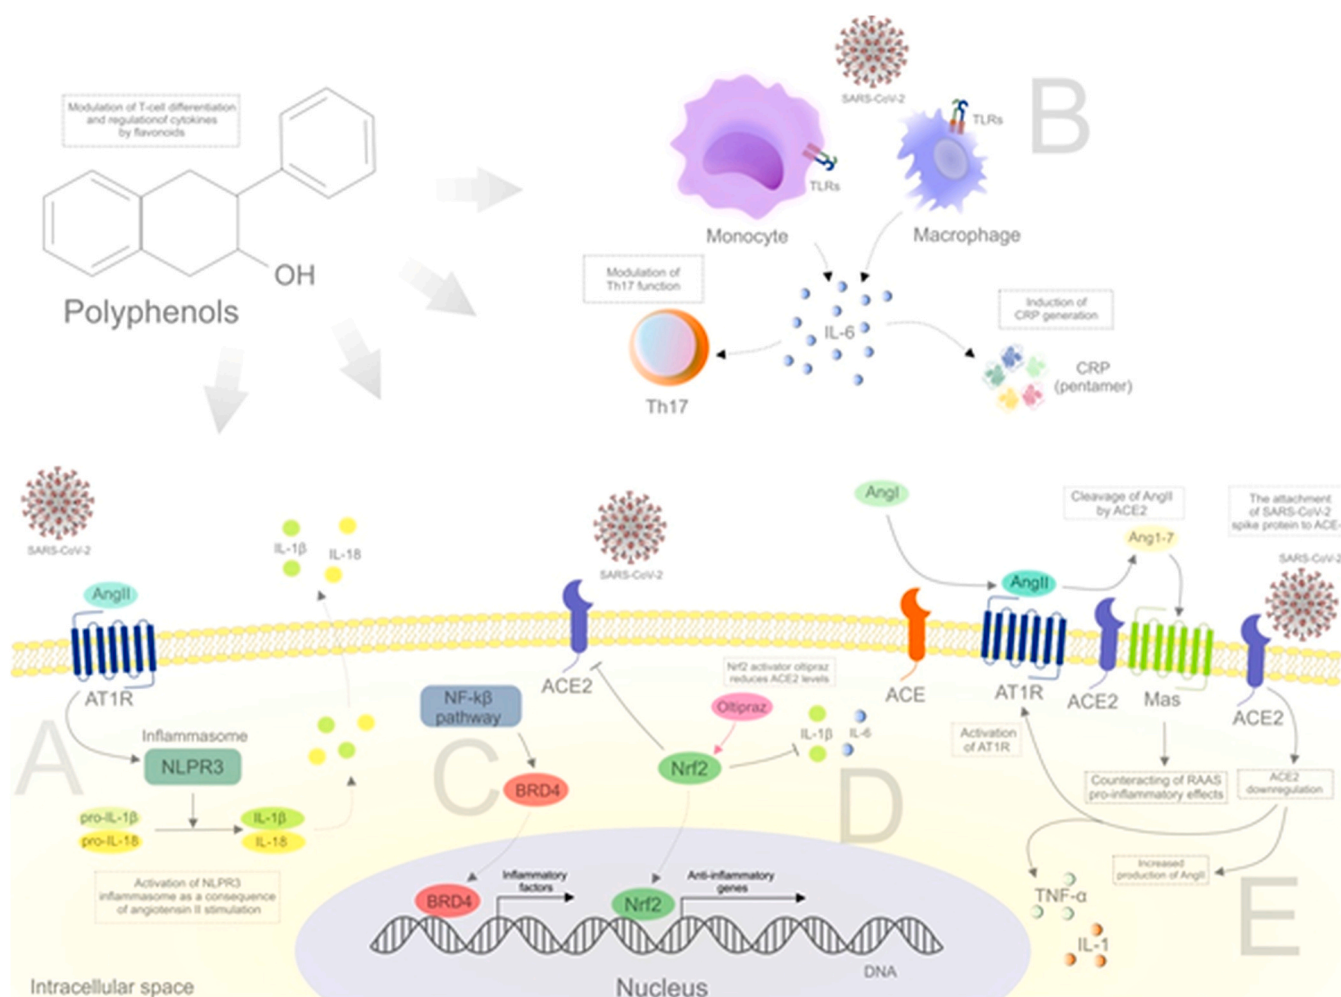 Modulation of T-cell differentiation
and regulationof cytokines
by flavonoids
OH
Polyphenols
SARS-CoV-2
B
TLRs
TLRs
Monocyte
Macrophage
Modulation of
Th17 function
Induction of
CRP generation
IL-6
CRP
(pentamer)
Th17
SARS-CoV-2
AngII
AT1R
IL-1β
IL-18
A
Inflammasome
NLPR3
pro-IL-1β
pro-IL-18
IL-1β
IL-18
Activation of NLPR3
inflammasome as a consequence
of angiotensin II stimulation
Intracellular space
SARS-CoV-2
ACE2
NF-kβ
pathway
C
BRD4
BRD4
Inflammatory
factors
Nrf2 activator oltipraz
reduces ACE2 levels
Oltipraz
Nrf2
IL-1β
IL-6
D
Nrf2
Anti-inflammatory
genes
DNA
Nucleus
AngI
Cleavage of AngII
by ACE2
The attachment
of SARS-CoV-2
spike protein to ACE-
Ang1-7
AngII
SARS-CoV-2
ACE
AT1R
ACE2
Mas
ACE2
Activation
of AT1R
Counteracting of RAAS
pro-inflammatory effects
ACE2
downregulation
Increased
production of AngII
TNF-α
IL-1
E